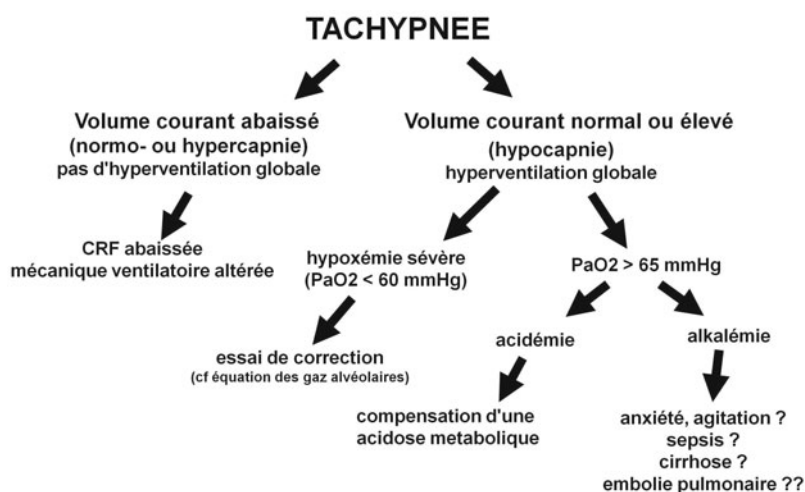 TACHYPNEE
Volume courant abaissé
(normo- ou hypercapnie)
pas d'hyperventilation globale
Volume courant normal ou élevé
(hypocapnie)
hyperventilation globale
CRF abaissée
mécanique ventilatoire altérée
hypoxémie sévère
(PaO2 < 60 mmHg)
PaO2 > 65 mmHg
essai de correction
(cf équation des gaz alvéolaires)
acidémie
alkalémie
compensation d'une
acidose metabolique
anxiété, agitation ?
sepsis ?
cirrhose ?
embolie pulmonaire ??